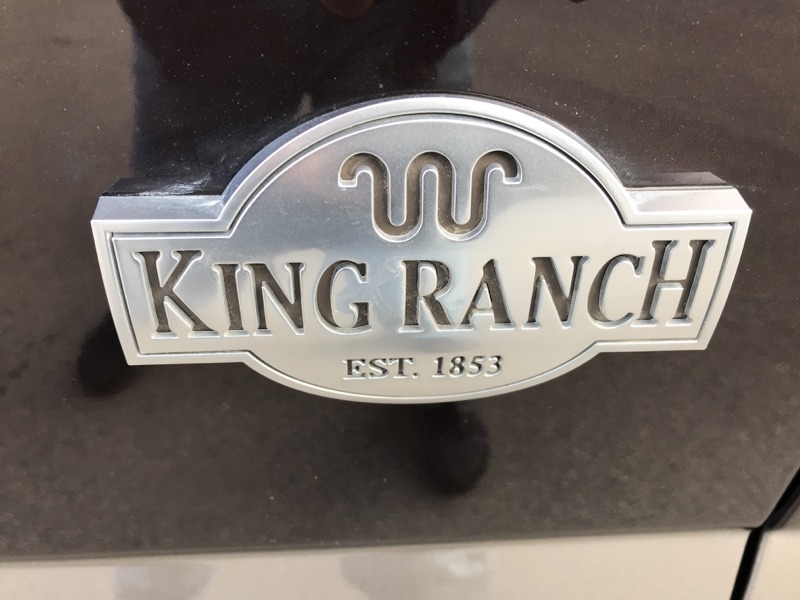 KING RANCH
EST. 1853